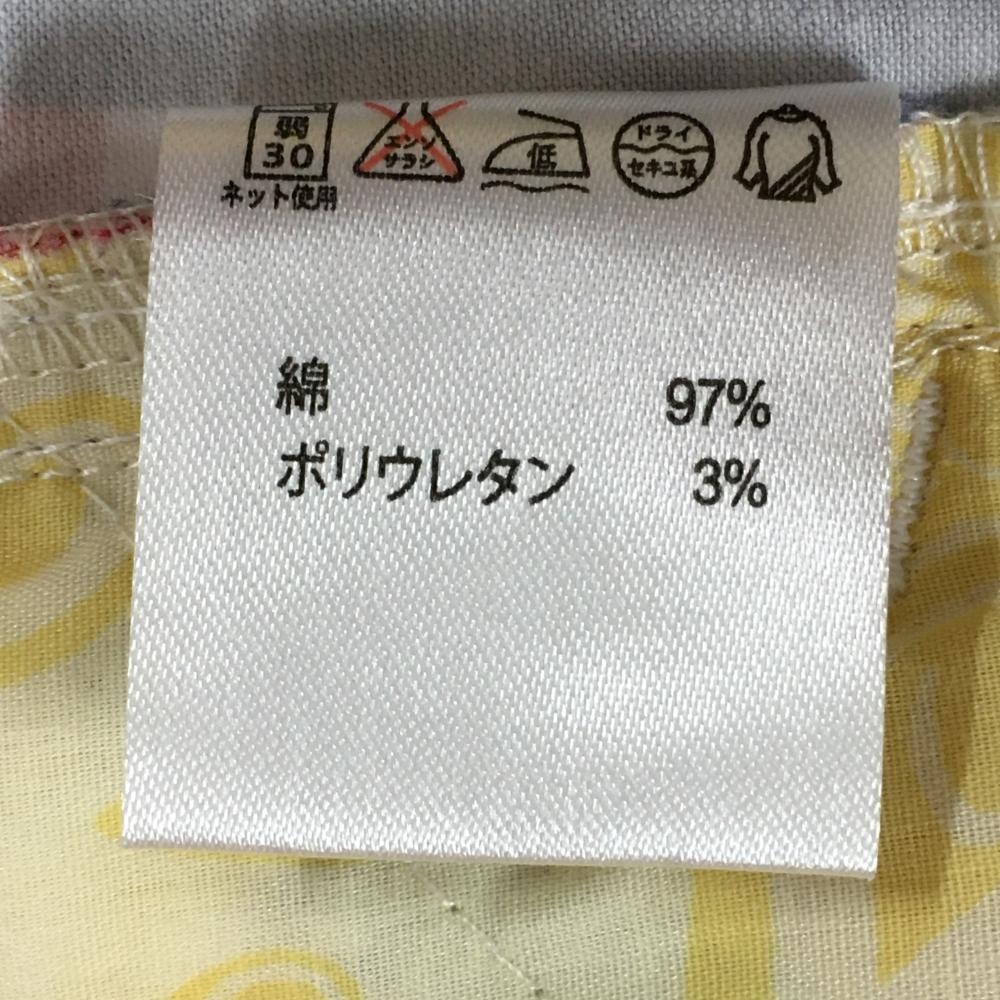 弱
30
ネット使用
エンソ
サラシ
低
ドライ
セキユ系
綿 97%
ポリウレタン 3%